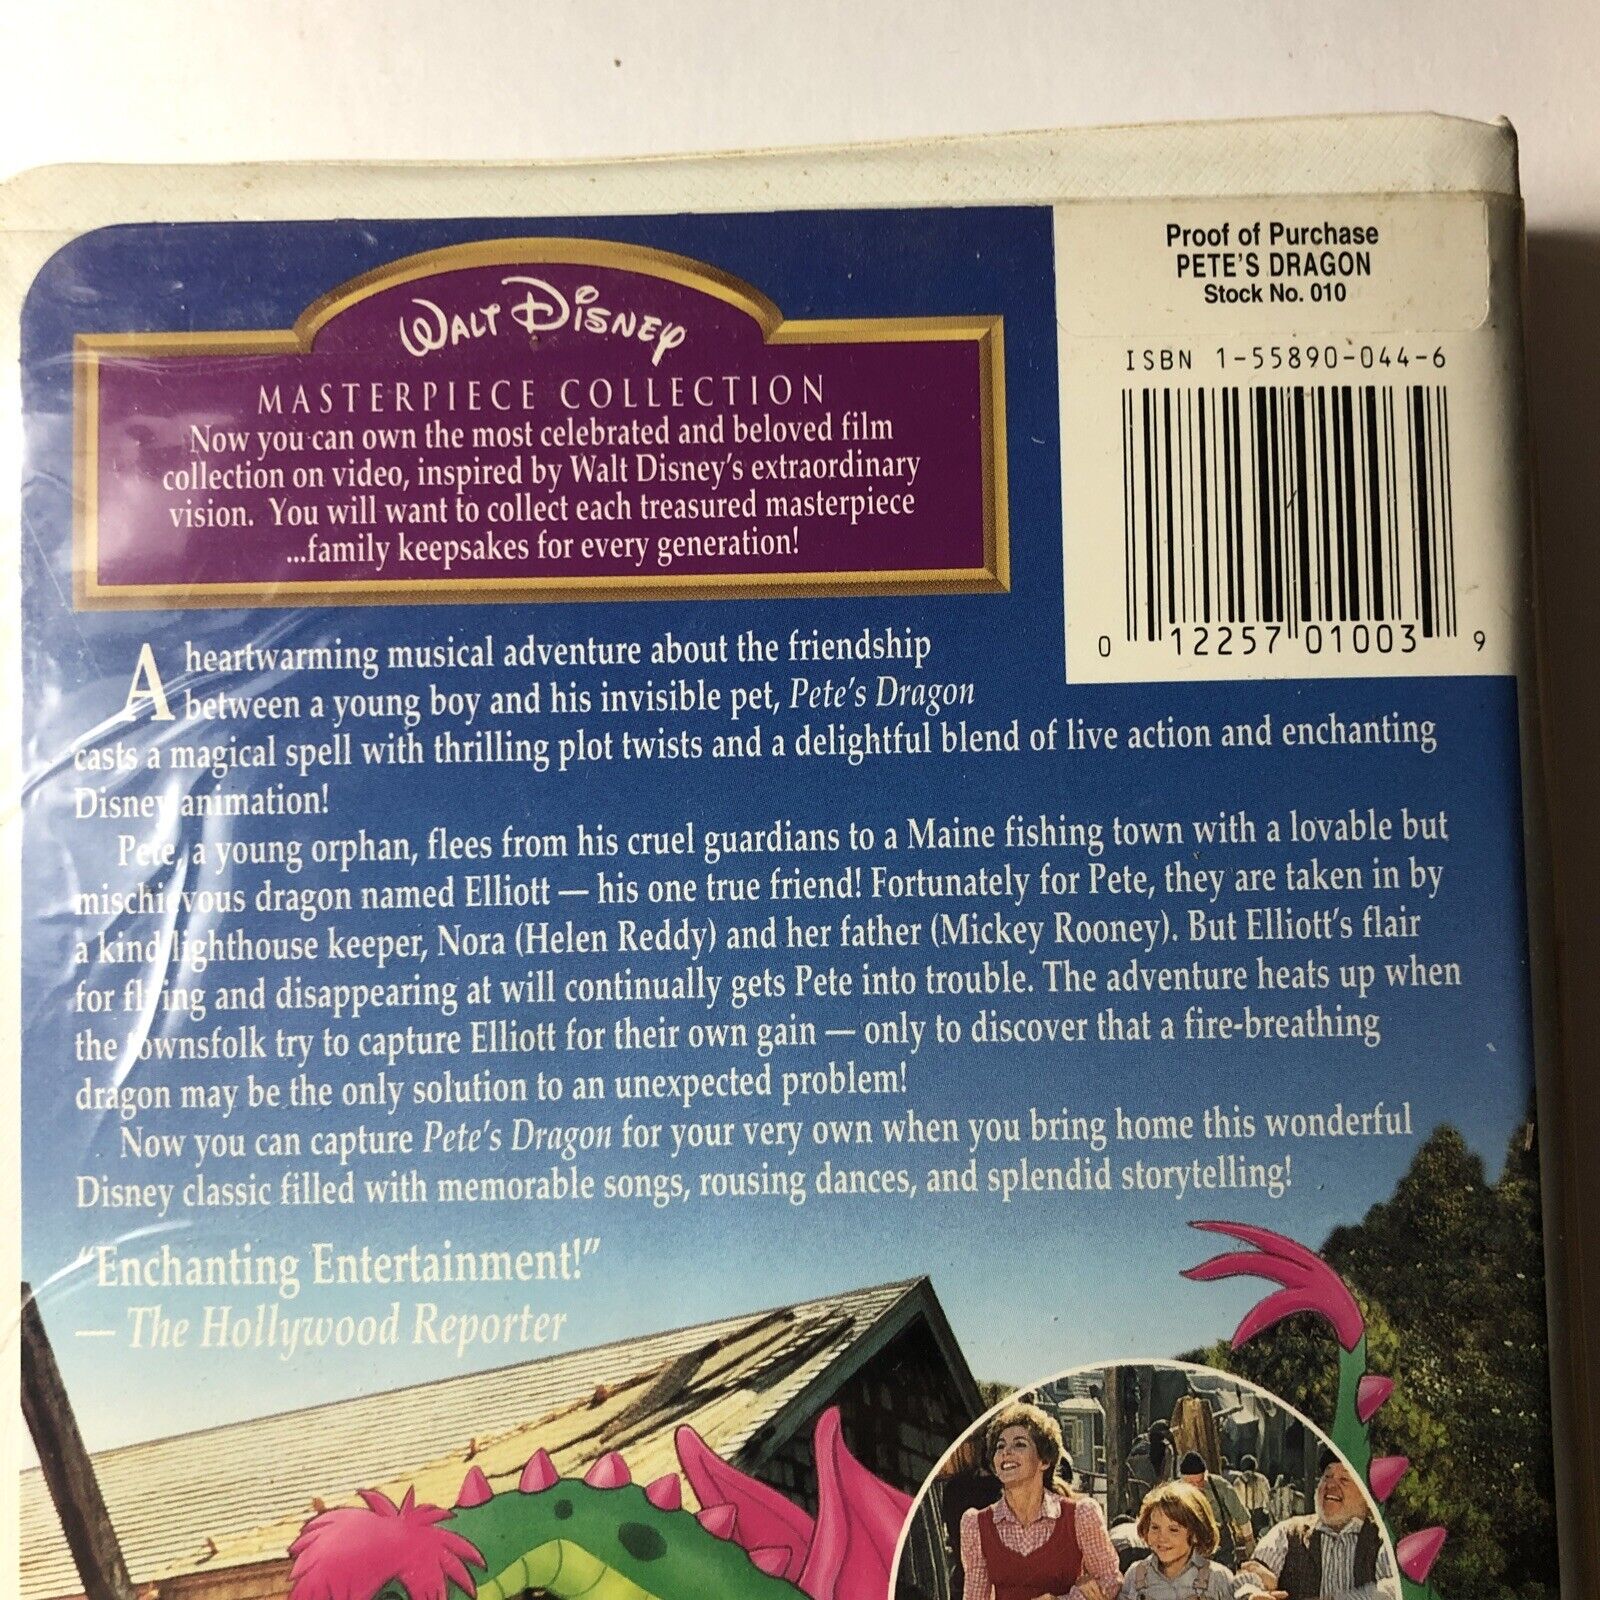 WALT DISNEY
MASTERPIECE COLLECTION
Now you can own the most celebrated and beloved film
collection on video, inspired by Walt Disney's extraordinary
vision. You will want to collect each treasured masterpiece
...family keepsakes for every generation!
Proof of Purchase
PETE'S DRAGON
Stock No. 010
ISBN 1-55890-044-6
0 12257 01003 9
A heartwarming musical adventure about the friendship
between a young boy and his invisible pet, Pete's Dragon
casts a magical spell with thrilling plot twists and a delightful blend of live action and enchanting
Disney animation!
Pete, a young orphan, flees from his cruel guardians to a Maine fishing town with a lovable but
mischievous dragon named Elliott — his one true friend! Fortunately for Pete, they are taken in by
a kind lighthouse keeper, Nora (Helen Reddy) and her father (Mickey Rooney). But Elliott's flair
for flying and disappearing at will continually gets Pete into trouble. The adventure heats up when
the townsfolk try to capture Elliott for their own gain — only to discover that a fire-breathing
dragon may be the only solution to an unexpected problem!
Now you can capture Pete's Dragon for your very own when you bring home this wonderful
Disney classic filled with memorable songs, rousing dances, and splendid storytelling!
"Enchanting Entertainment!"
— The Hollywood Reporter